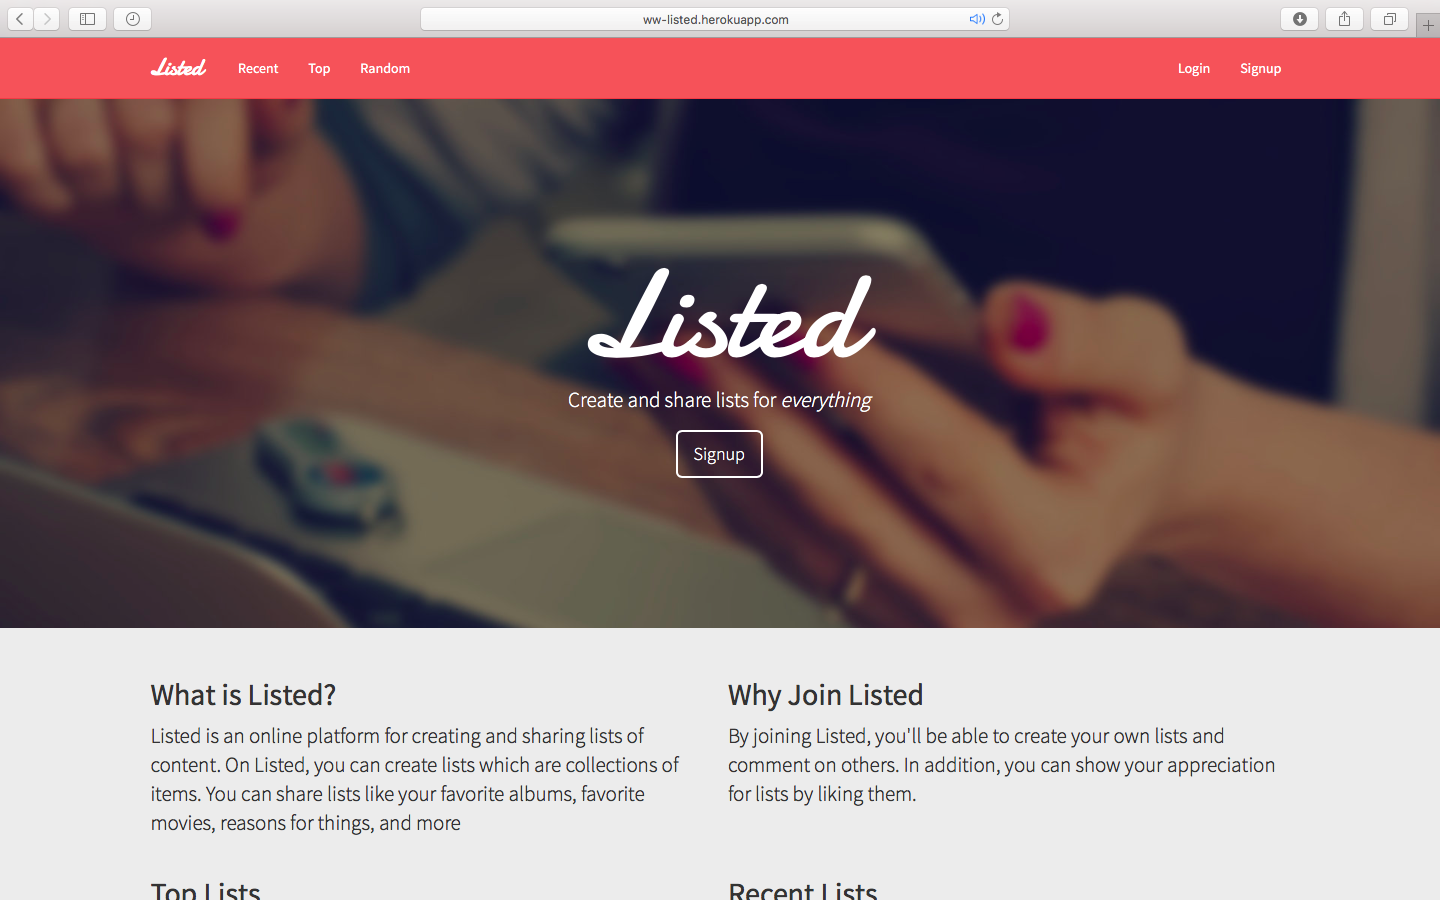 ww-listed.herokuapp.com
Listed Recent Top Random Login Signup
Listed
Create and share lists for everything
Signup
What is Listed?
Listed is an online platform for creating and sharing lists of
content. On Listed, you can create lists which are collections of
items. You can share lists like your favorite albums, favorite
movies, reasons for things, and more
Why Join Listed
By joining Listed, you'll be able to create your own lists and
comment on others. In addition, you can show your appreciation
for lists by liking them.
Top Lists
Recent Lists